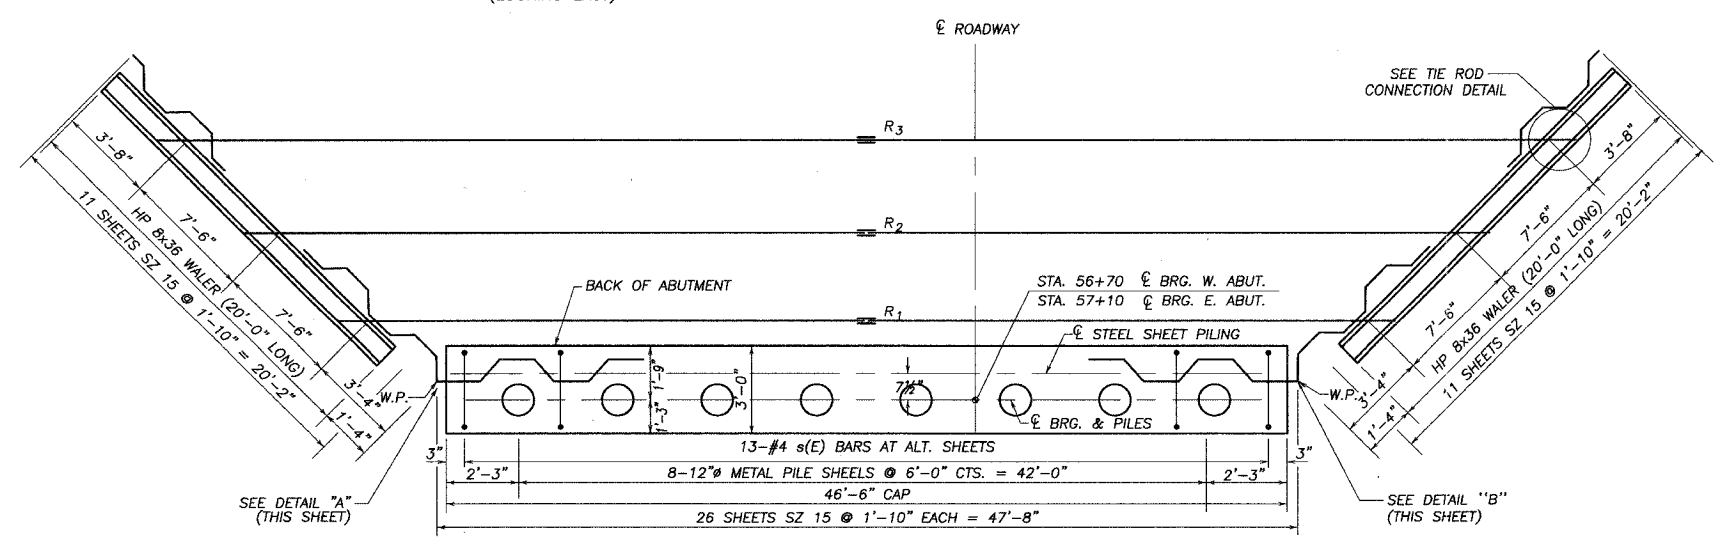 ℄ ROADWAY
SEE TIE ROD
CONNECTION DETAIL
R3
R2
R1
3'-8"
7'-6"
7'-6"
3'-4"
1'-4"
HP 8x36 WALER (20'-0" LONG)
11 SHEETS SZ 15 @ 1'-10" = 20'-2"
3'-8"
7'-6"
7'-6"
3'-4"
1'-4"
HP 8x36 WALER (20'-0" LONG)
11 SHEETS SZ 15 @ 1'-10" = 20'-2"
BACK OF ABUTMENT
STA. 56+70 ℄ BRG. W. ABUT.
STA. 57+10 ℄ BRG. E. ABUT.
℄ STEEL SHEET PILING
1'-9"
1'-3"
3'-0"
7½"
W.P.
W.P.
℄ BRG. & PILES
13-#4 s(E) BARS AT ALT. SHEETS
3"
3"
2'-3"
8-12"ø METAL PILE SHEELS @ 6'-0" CTS. = 42'-0"
2'-3"
46'-6" CAP
26 SHEETS SZ 15 @ 1'-10" EACH = 47'-8"
SEE DETAIL "A"
(THIS SHEET)
SEE DETAIL "B"
(THIS SHEET)